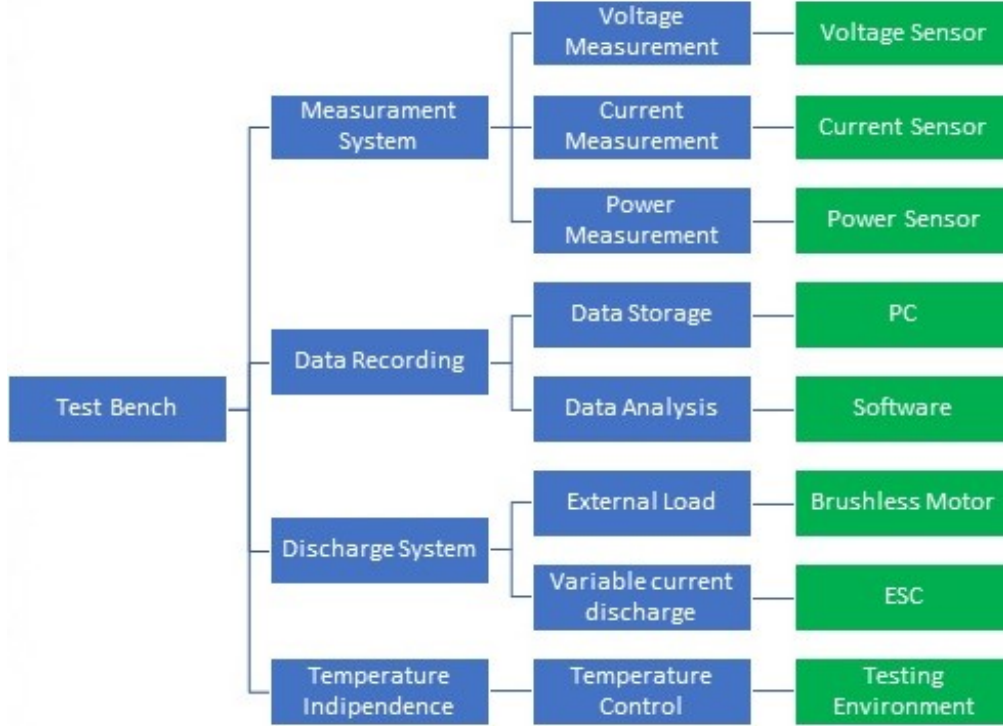 Voltage
Measurement
Voltage Sensor
Measurament
System
Current
Measurement
Current Sensor
Power
Measurement
Power Sensor
Data Storage
PC
Data Recording
Test Bench
Data Analysis
Software
External Load
Brushless Motor
Discharge System
Variable current
discharge
ESC
Temperature
Indipendence
Temperature
Control
Testing
Environment